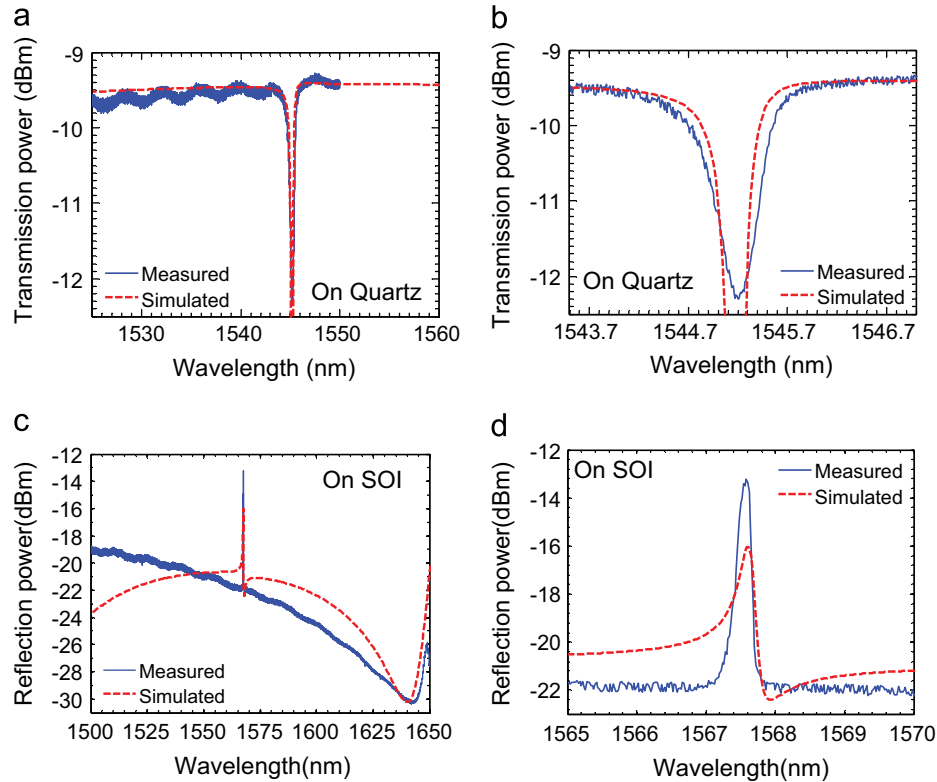 a
Transmission power (dBm)
-9
-10
-11
-12
Measured
Simulated
On Quartz
1530 1540 1550 1560
Wavelength (nm)
b
Transmission power (dBm)
-9
-10
-11
-12
On Quartz
Measured
Simulated
1543.7 1544.7 1545.7 1546.7
Wavelength (nm)
c
Reflection power(dBm)
-12
-14
-16
-18
-20
-22
-24
-26
-28
-30
On SOI
Measured
Simulated
1500 1525 1550 1575 1600 1625 1650
Wavelength(nm)
d
Reflection power(dBm)
-12
-14
-16
-18
-20
-22
On SOI
Measured
Simulated
1565 1566 1567 1568 1569 1570
Wavelength(nm)